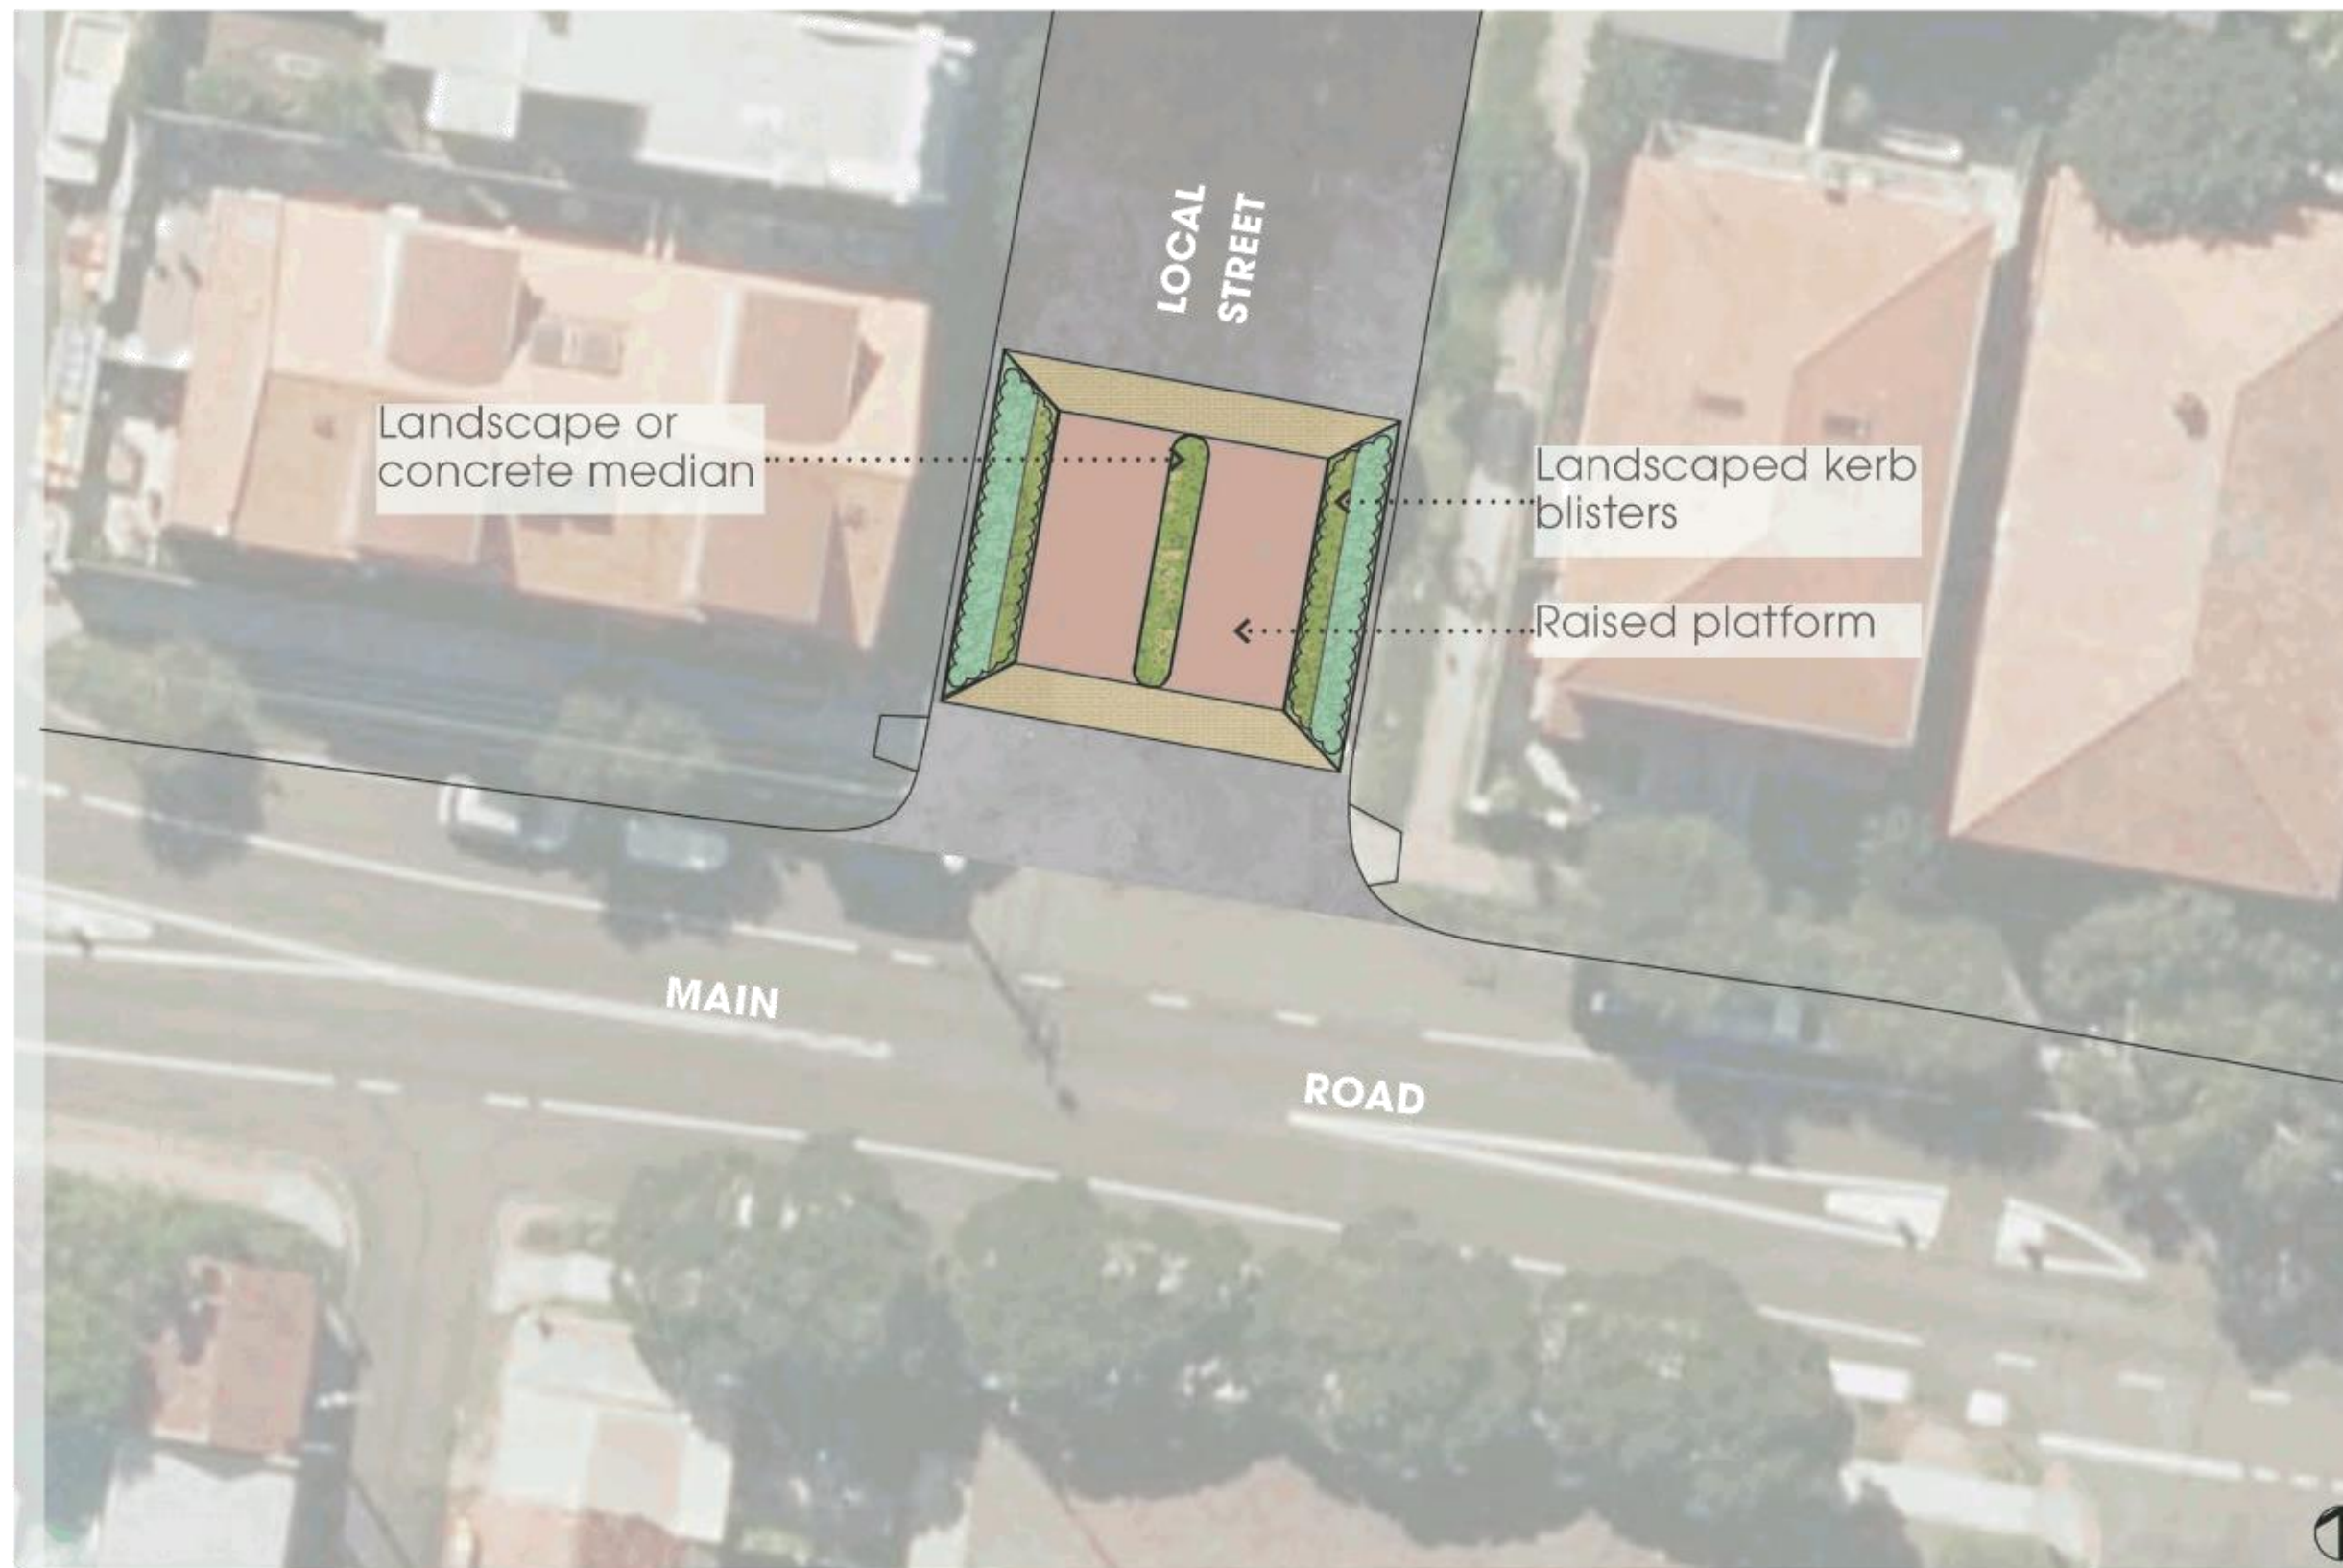 LOCAL
STREET
Landscape or
concrete median
Landscaped kerb
blisters
Raised platform
MAIN
ROAD